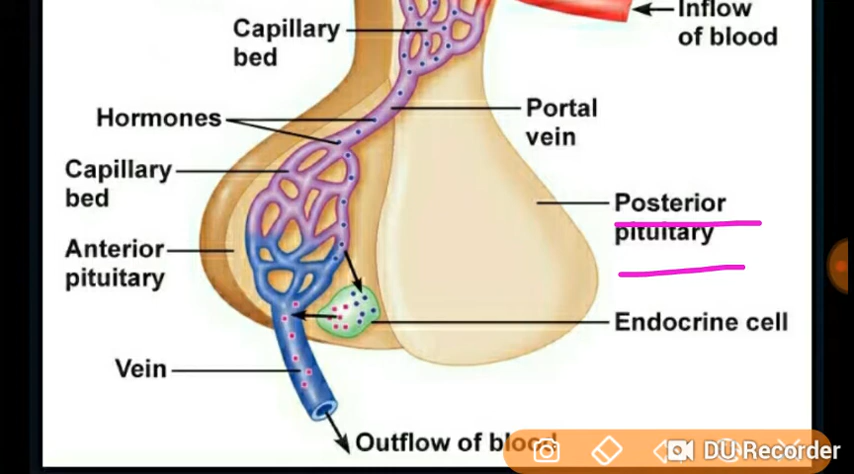 Inflow
of blood
Capillary
bed
Portal
vein
Hormones
Capillary
bed
Posterior
pituitary
Anterior
pituitary
Endocrine cell
Vein
Outflow of blood
DU Recorder